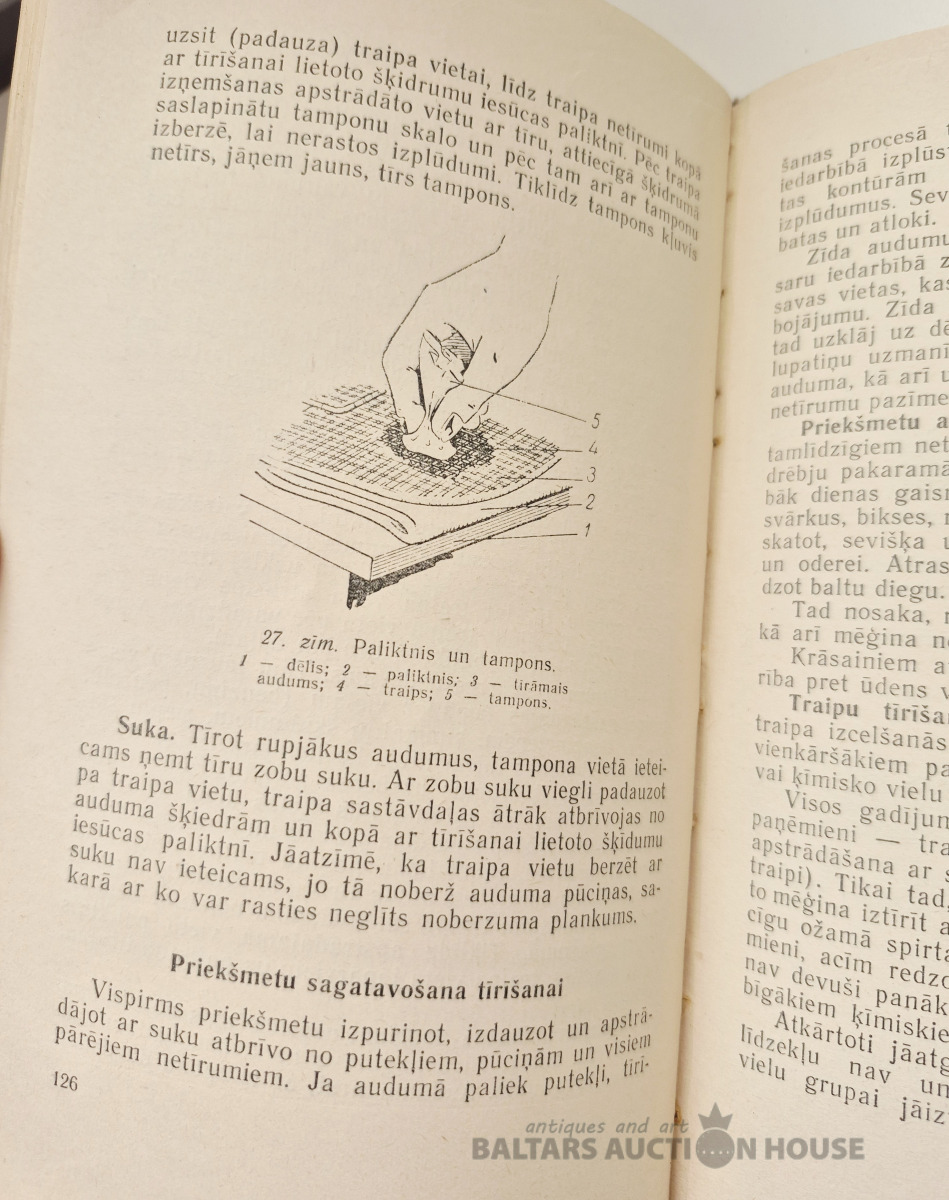 uzsit (padauza) traipa vietai, līdz traipa netīrumi kopā
ar tīrīšanai lietoto šķidrumu iesūcas paliktnī. Pēc traipa
izņemšanas apstrādāto vietu ar tīru, attiecīgā šķidrumā
saslapinātu tamponu skalo un pēc tam arī ar tamponu
izberzē, lai nerastos izplūdumi. Tiklīdz tampons kļuvis
netīrs, jāņem jauns, tīrs tampons.
5
4
3
2
1
27. zīm. Paliktnis un tampons.
1 — dēlis; 2 — paliktnis; 3 — tīrāmais
audums; 4 — traips; 5 — tampons.
Suka. Tīrot rupjākus audumus, tampona vietā ietei-
cams ņemt tīru zobu suku. Ar zobu suku viegli padauzot
pa traipa vietu, traipa sastāvdaļas ātrāk atbrīvojas no
auduma šķiedrām un kopā ar tīrīšanai lietoto šķīdumu
iesūcas paliktnī. Jāatzīmē, ka traipa vietu berzēt ar
suku nav ieteicams, jo tā noberž auduma pūciņas, sa-
karā ar ko var rasties neglīts noberzuma plankums.
Priekšmetu sagatavošana tīrīšanai
Vispirms priekšmetu izpurinot, izdauzot un apstrā-
dājot ar suku atbrīvo no putekļiem, pūciņām un visiem
pārējiem netīrumiem. Ja audumā paliek putekļi, tīrī-
126
šanas procesā
iedarbībā izplūst
tas kontūrām
izplūdumus. Sev
batas un atloki.
Zīda audumu
saru iedarbībā z
savas vietas, kas
bojājumu. Zīda
tad uzklāj uz dē
lupatiņu uzmanī
auduma, kā arī u
netīrumu pazīme
Priekšmetu a
tamlīdzīgiem net
drēbju pakaramā
bāk dienas gaisn
svārkus, bikses,
skatot, sevišķa u
un oderei. Atras
dzot baltu diegu.
Tad nosaka,
kā arī mēģina no
Krāsainiem a
rība pret ūdens v
Traipu tīrīša
traipa izcelšanās
vienkāršākiem pa
vai ķīmisko vielu
Visos gadījum
paņēmieni — tra
apstrādāšana ar s
traipi). Tikai tad,
to mēģina iztīrīt a
cīgu ožamā spirta
mieni, acīm redzo
nav devuši panāk
bīgākiem ķīmiskie
Atkārtoti jāatg
līdzekļu nav un
vielu grupai jāiz
antiques and art
BALTARS AUCTION HOUSE